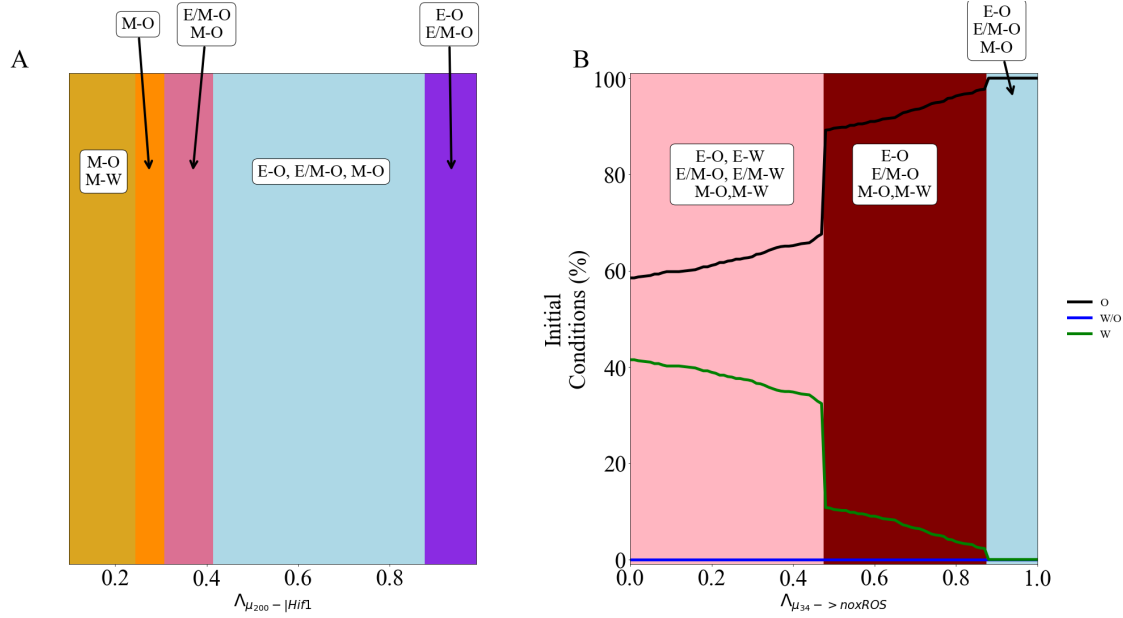 A
M-O
E/M-O
M-O
E-O
E/M-O
M-O
M-W
E-O, E/M-O, M-O
0.2
0.4
0.6
0.8
Λμ200-|Hif1
B
E-O
E/M-O
M-O
Initial
Conditions (%)
100
80
60
40
20
0
E-O, E-W
E/M-O, E/M-W
M-O,M-W
E-O
E/M-O
M-O,M-W
0.0
0.2
0.4
0.6
0.8
1.0
Λμ34->noxROS
O
W/O
W